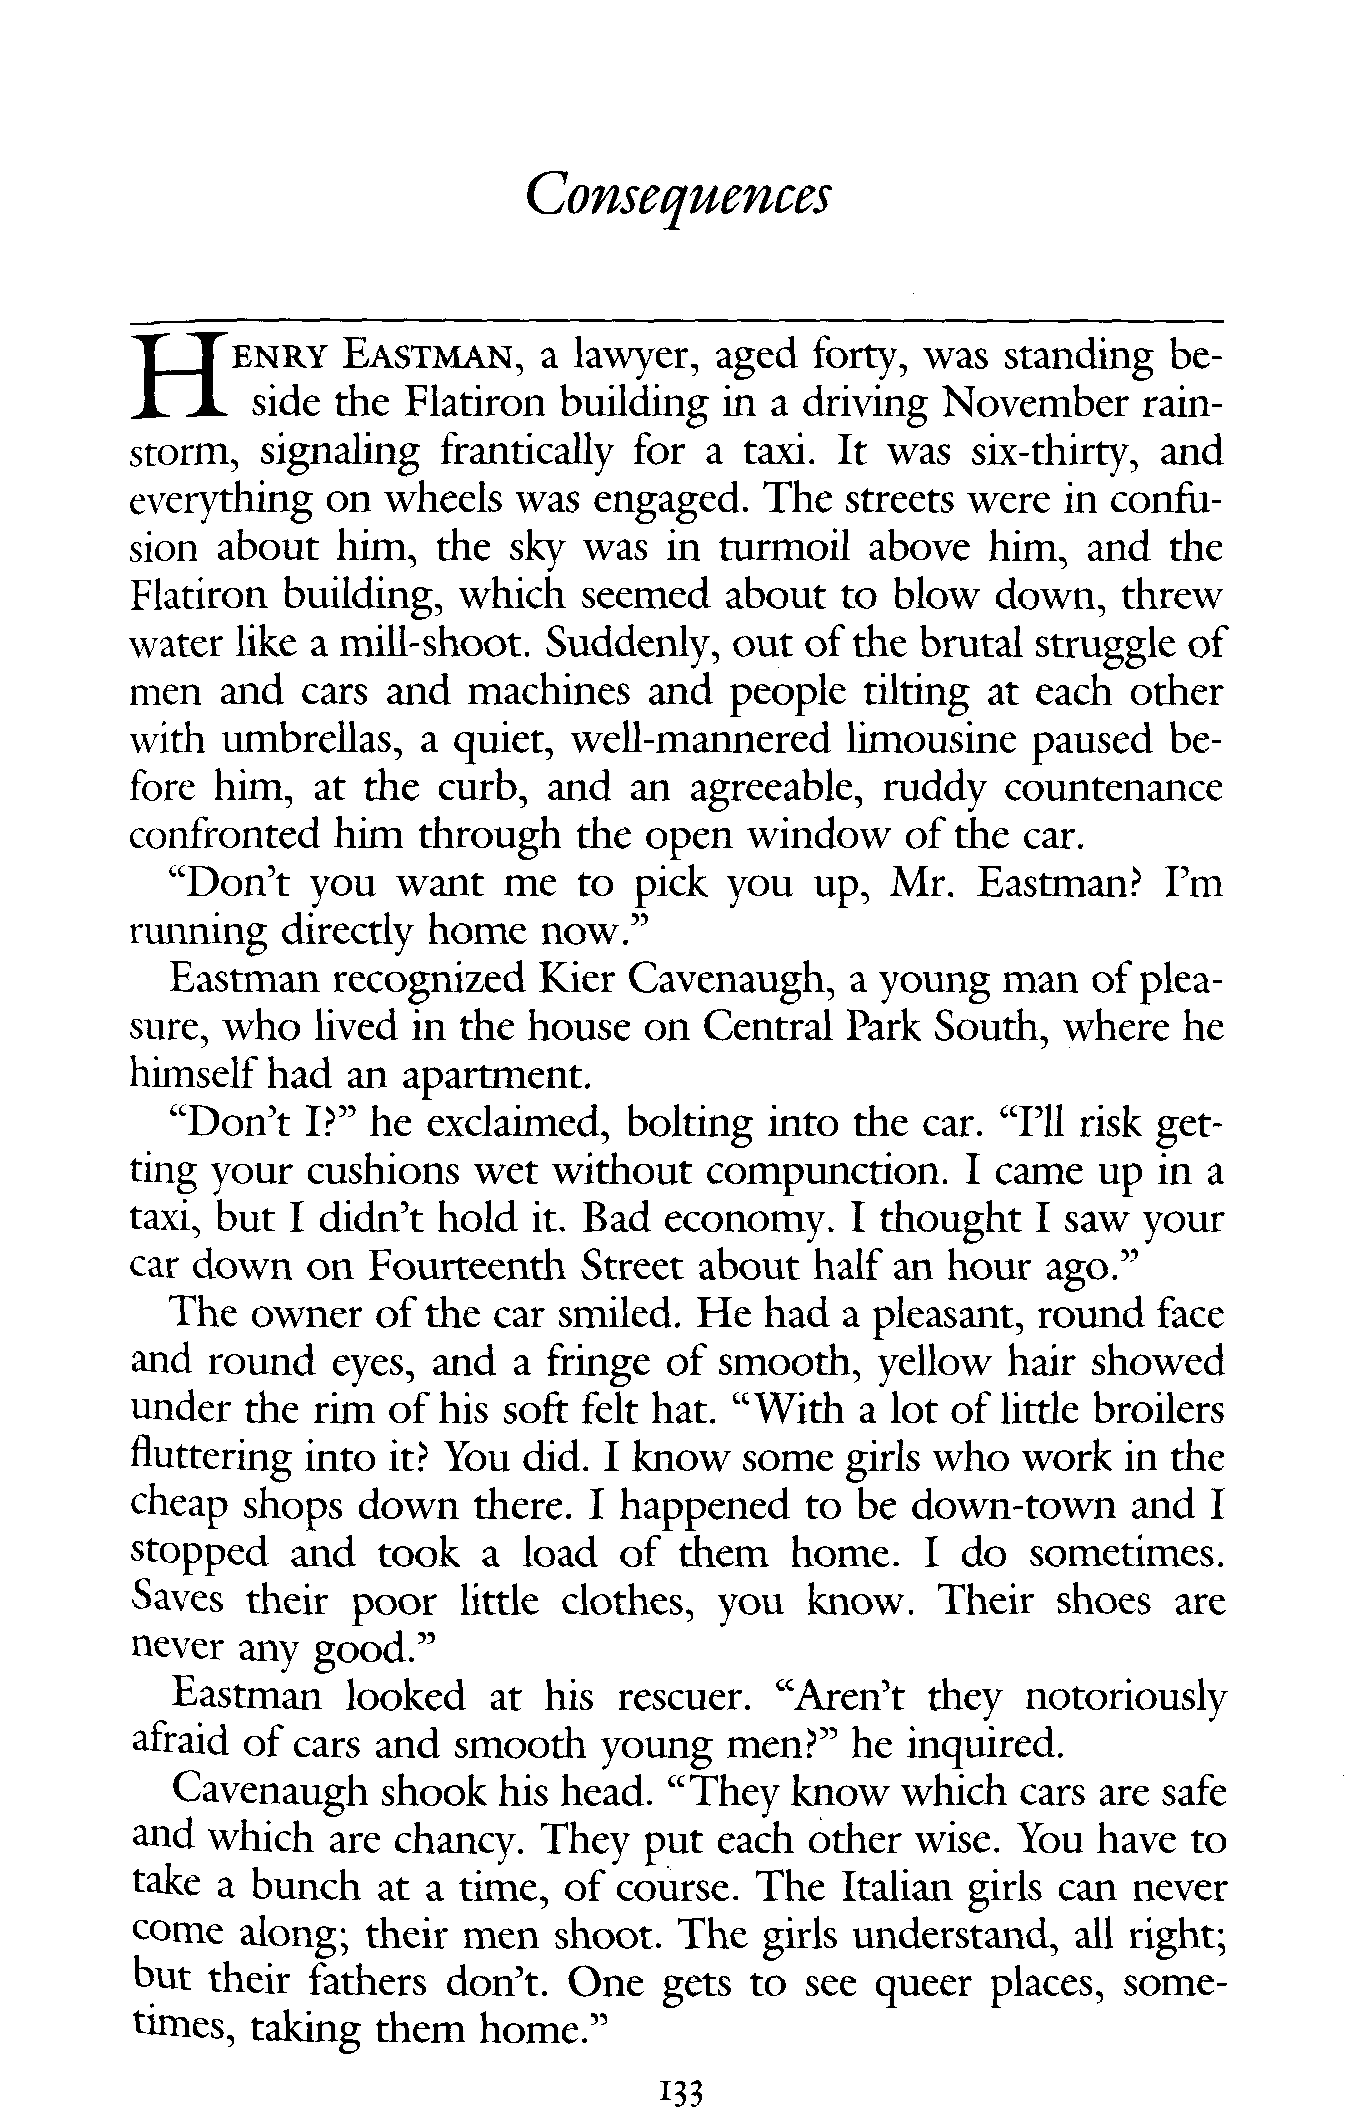 Consequences
HENRY EASTMAN, a lawyer, aged forty, was standing be-
side the Flatiron building in a driving November rain-
storm, signaling frantically for a taxi. It was six-thirty, and
everything on wheels was engaged. The streets were in confu-
sion about him, the sky was in turmoil above him, and the
Flatiron building, which seemed about to blow down, threw
water like a mill-shoot. Suddenly, out of the brutal struggle of
men and cars and machines and people tilting at each other
with umbrellas, a quiet, well-mannered limousine paused be-
fore him, at the curb, and an agreeable, ruddy countenance
confronted him through the open window of the car.
“Don’t you want me to pick you up, Mr. Eastman? I’m
running directly home now.”
Eastman recognized Kier Cavenaugh, a young man of plea-
sure, who lived in the house on Central Park South, where he
himself had an apartment.
“Don’t I?” he exclaimed, bolting into the car. “I’ll risk get-
ting your cushions wet without compunction. I came up in a
taxi, but I didn’t hold it. Bad economy. I thought I saw your
car down on Fourteenth Street about half an hour ago.”
The owner of the car smiled. He had a pleasant, round face
and round eyes, and a fringe of smooth, yellow hair showed
under the rim of his soft felt hat. “With a lot of little broilers
fluttering into it? You did. I know some girls who work in the
cheap shops down there. I happened to be down-town and I
stopped and took a load of them home. I do sometimes.
Saves their poor little clothes, you know. Their shoes are
never any good.”
Eastman looked at his rescuer. “Aren’t they notoriously
afraid of cars and smooth young men?” he inquired.
Cavenaugh shook his head. “They know which cars are safe
and which are chancy. They put each other wise. You have to
take a bunch at a time, of course. The Italian girls can never
come along; their men shoot. The girls understand, all right;
but their fathers don’t. One gets to see queer places, some-
times, taking them home.”
133